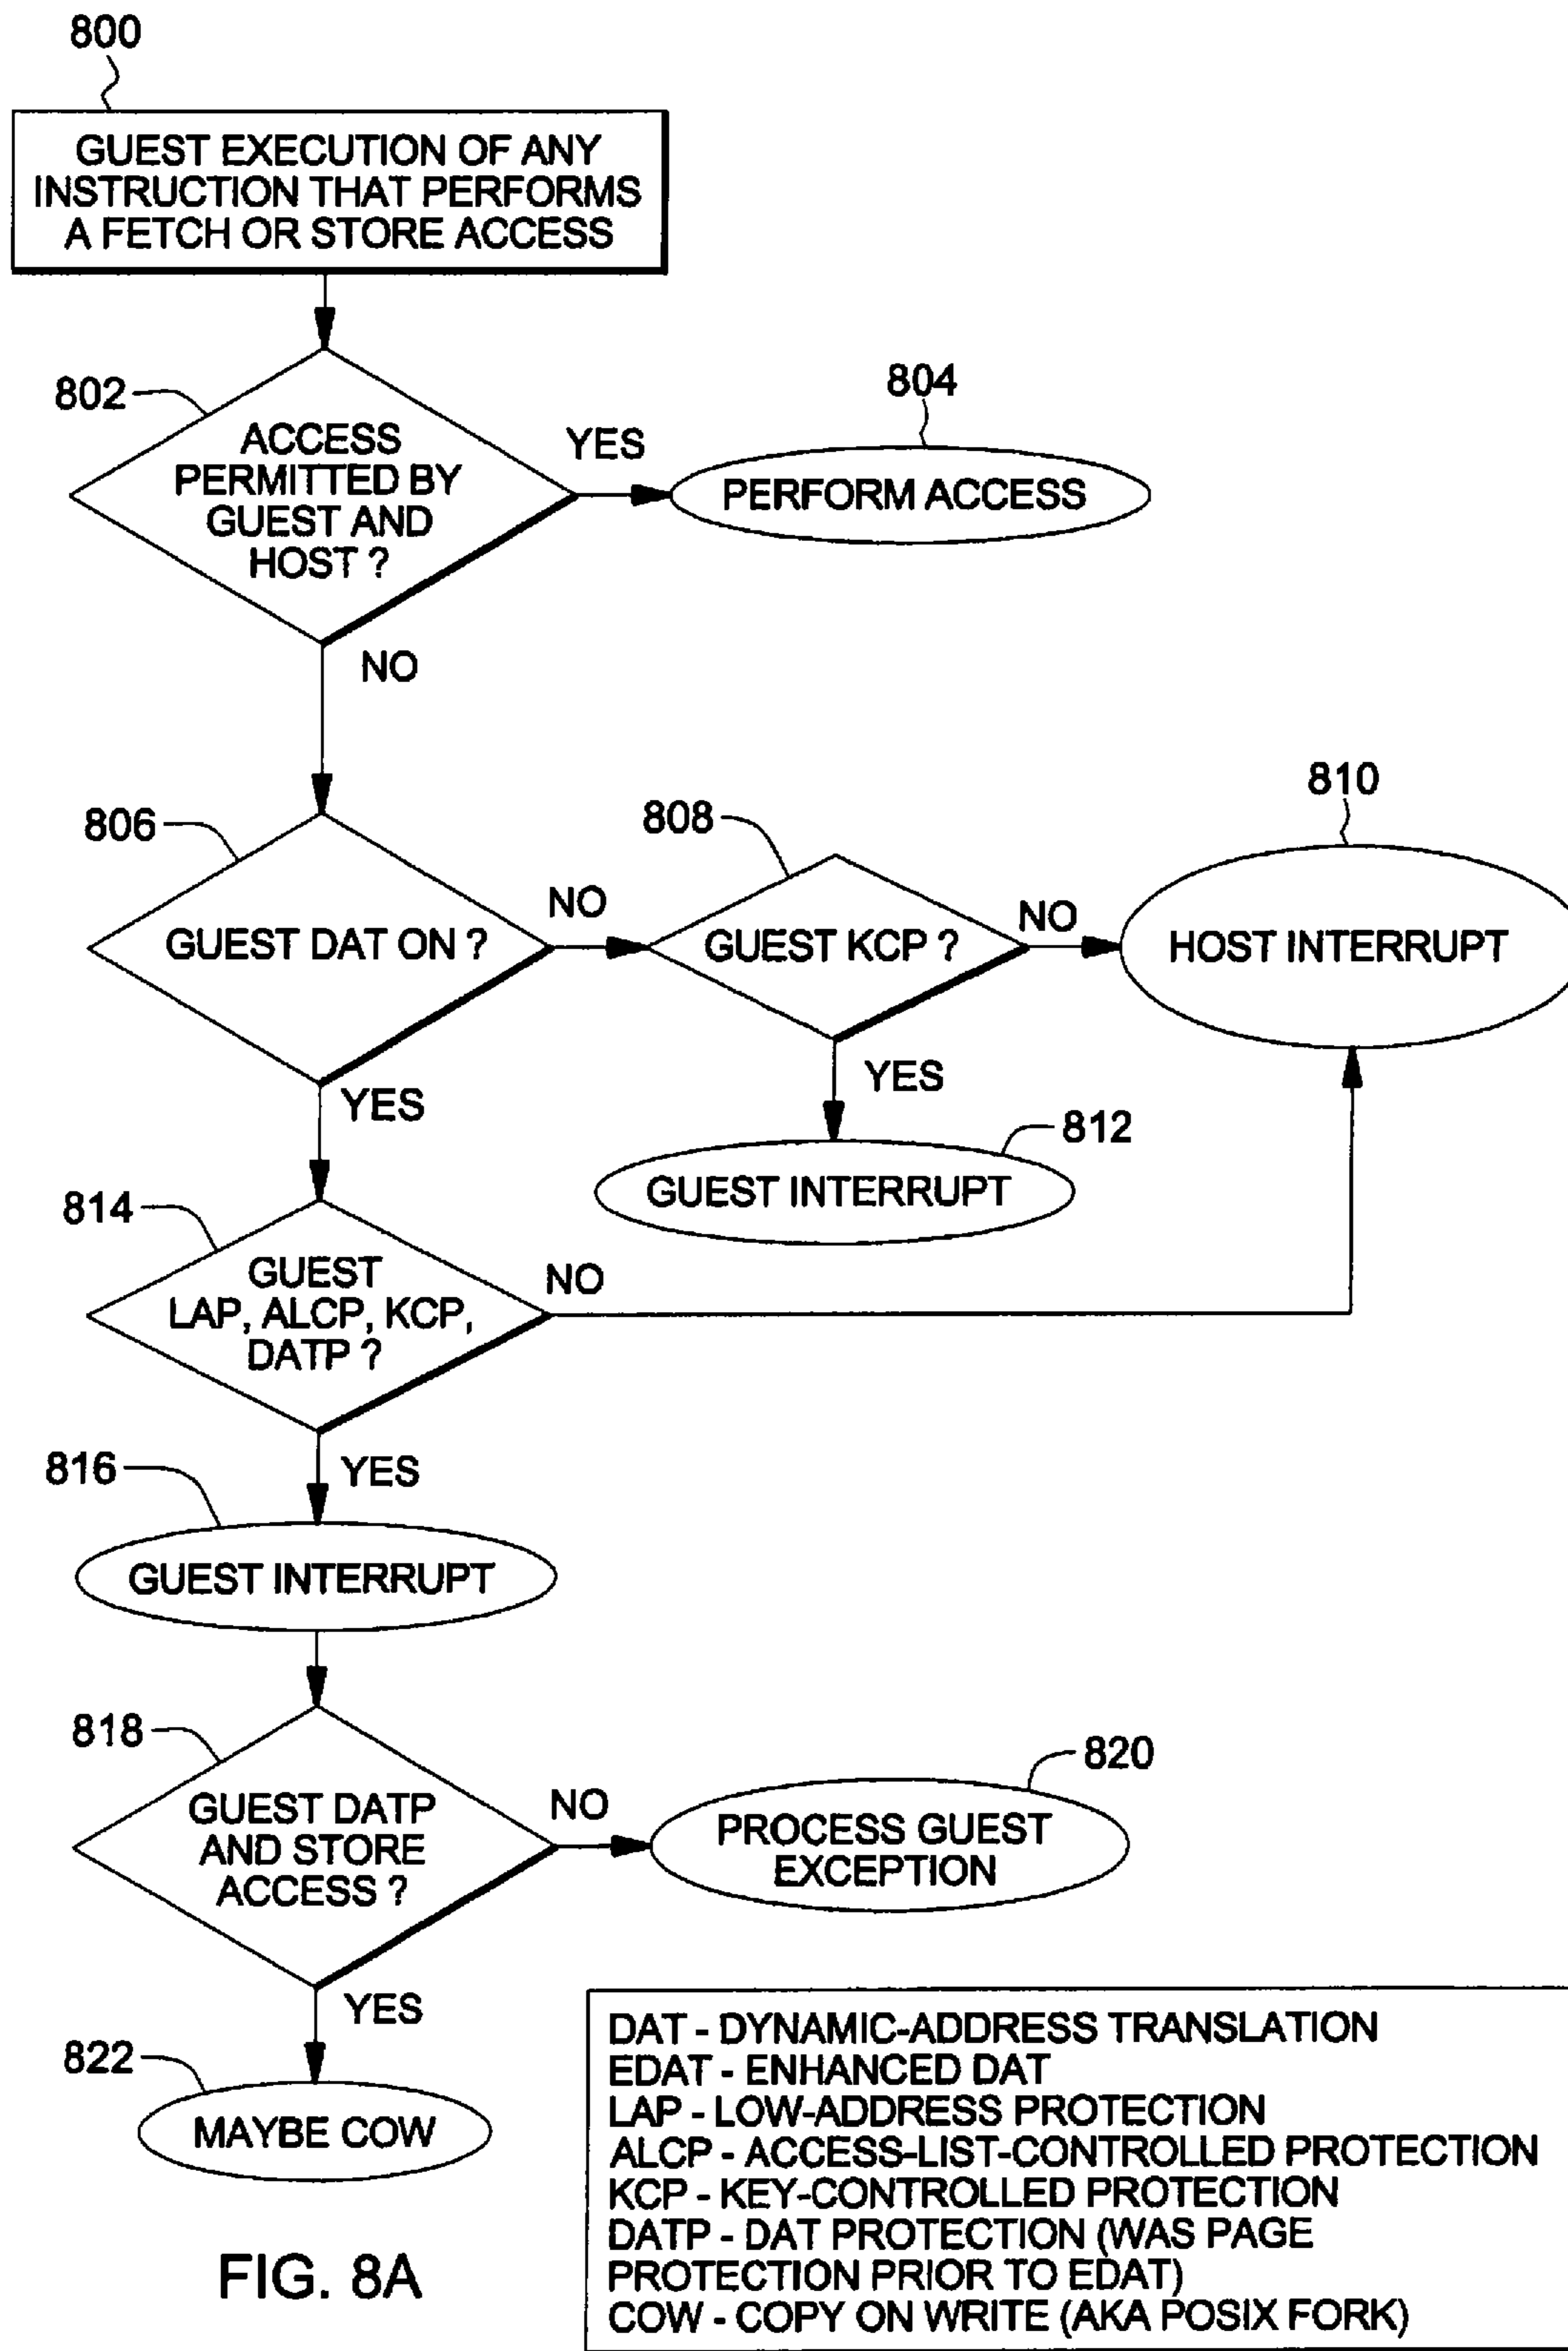 800
GUEST EXECUTION OF ANY
INSTRUCTION THAT PERFORMS
A FETCH OR STORE ACCESS
802
ACCESS
PERMITTED BY
GUEST AND
HOST ?
YES
804
PERFORM ACCESS
NO
806
GUEST DAT ON ?
NO
808
GUEST KCP ?
NO
810
HOST INTERRUPT
YES
YES
812
GUEST INTERRUPT
814
GUEST
LAP, ALCP, KCP,
DATP ?
NO
YES
816
GUEST INTERRUPT
818
GUEST DATP
AND STORE
ACCESS ?
NO
820
PROCESS GUEST
EXCEPTION
YES
822
MAYBE COW
DAT - DYNAMIC-ADDRESS TRANSLATION
EDAT - ENHANCED DAT
LAP - LOW-ADDRESS PROTECTION
ALCP - ACCESS-LIST-CONTROLLED PROTECTION
KCP - KEY-CONTROLLED PROTECTION
DATP - DAT PROTECTION (WAS PAGE
PROTECTION PRIOR TO EDAT)
COW - COPY ON WRITE (AKA POSIX FORK)
FIG. 8A